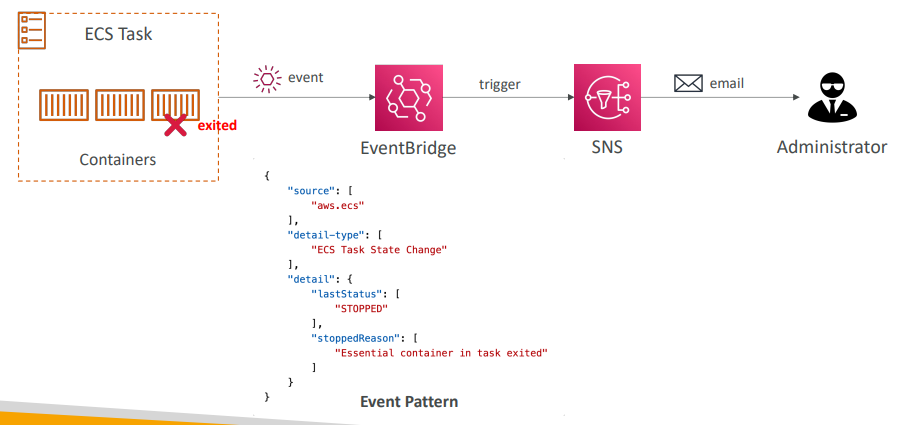 ECS Task
exited
Containers
event
EventBridge
trigger
SNS
email
Administrator
{
    "source": [
        "aws.ecs"
    ],
    "detail-type": [
        "ECS Task State Change"
    ],
    "detail": {
        "lastStatus": [
            "STOPPED"
        ],
        "stoppedReason": [
            "Essential container in task exited"
        ]
    }
}
Event Pattern